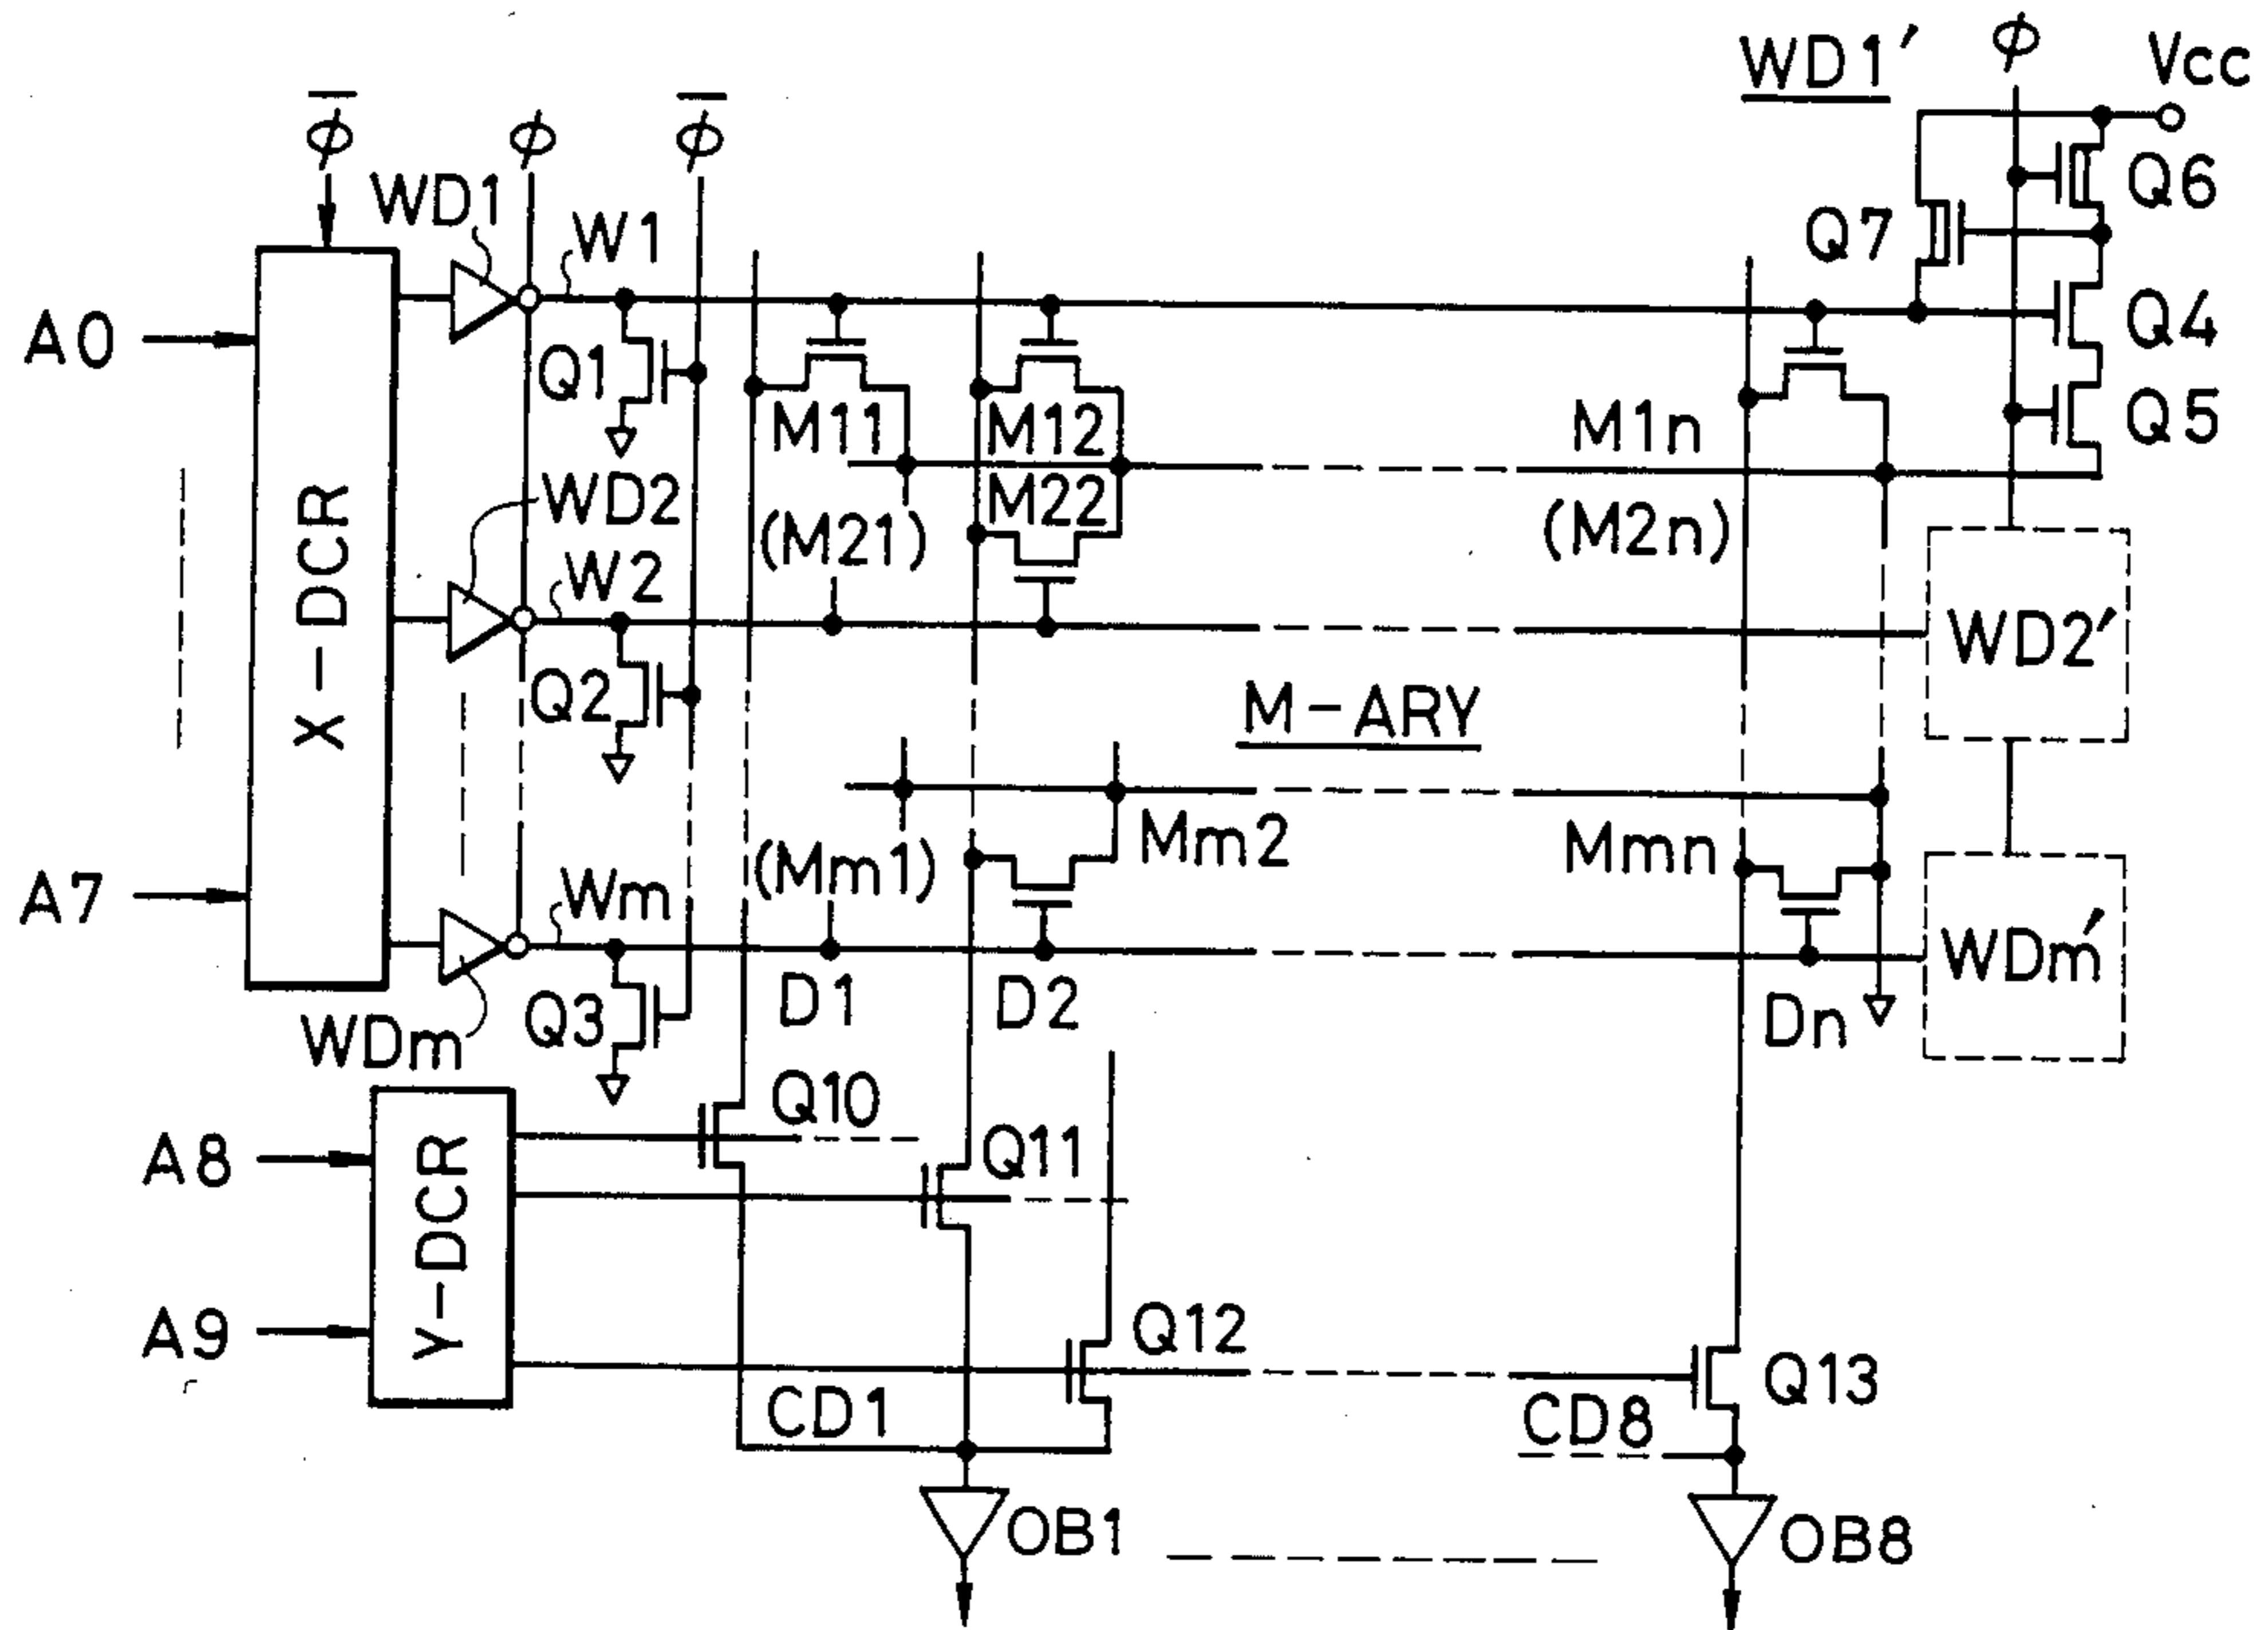 WD1′
ϕ
Vcc
ϕ̅
ϕ
ϕ̅
WD1
W1
Q6
Q7
A0
Q1
Q4
M11
M12
M1n
Q5
WD2
M22
(M21)
(M2n)
X-DCR
W2
WD2′
Q2
M-ARY
Mm2
Mmn
(Mm1)
A7
Wm
WDm′
D1
D2
Dn
Q3
WDm
Q10
Q11
A8
Y-DCR
A9
Q12
Q13
CD1
CD8
OB1
OB8